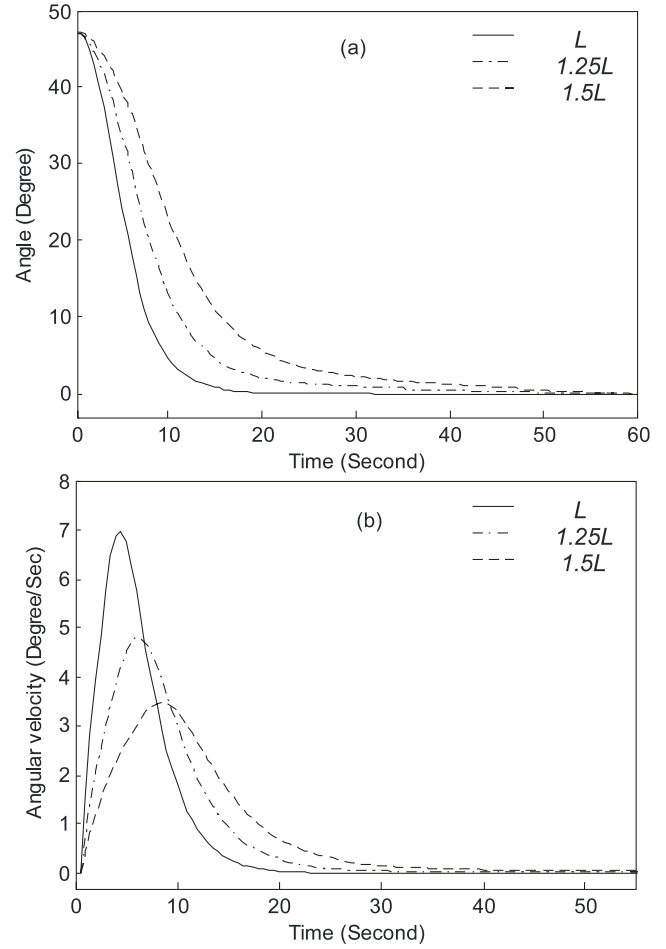 50
40
30
20
10
0
Angle (Degree)
(a)
L
1.25L
1.5L
0 10 20 30 40 50 60
Time (Second)
8
7
6
5
4
3
2
1
0
Angular velocity (Degree/Sec)
(b)
L
1.25L
1.5L
0 10 20 30 40 50
Time (Second)